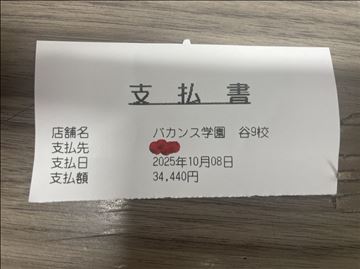 支払書
店舗名 バカンス学園 谷9校
支払先
支払日 2025年10月08日
支払額 34,440円